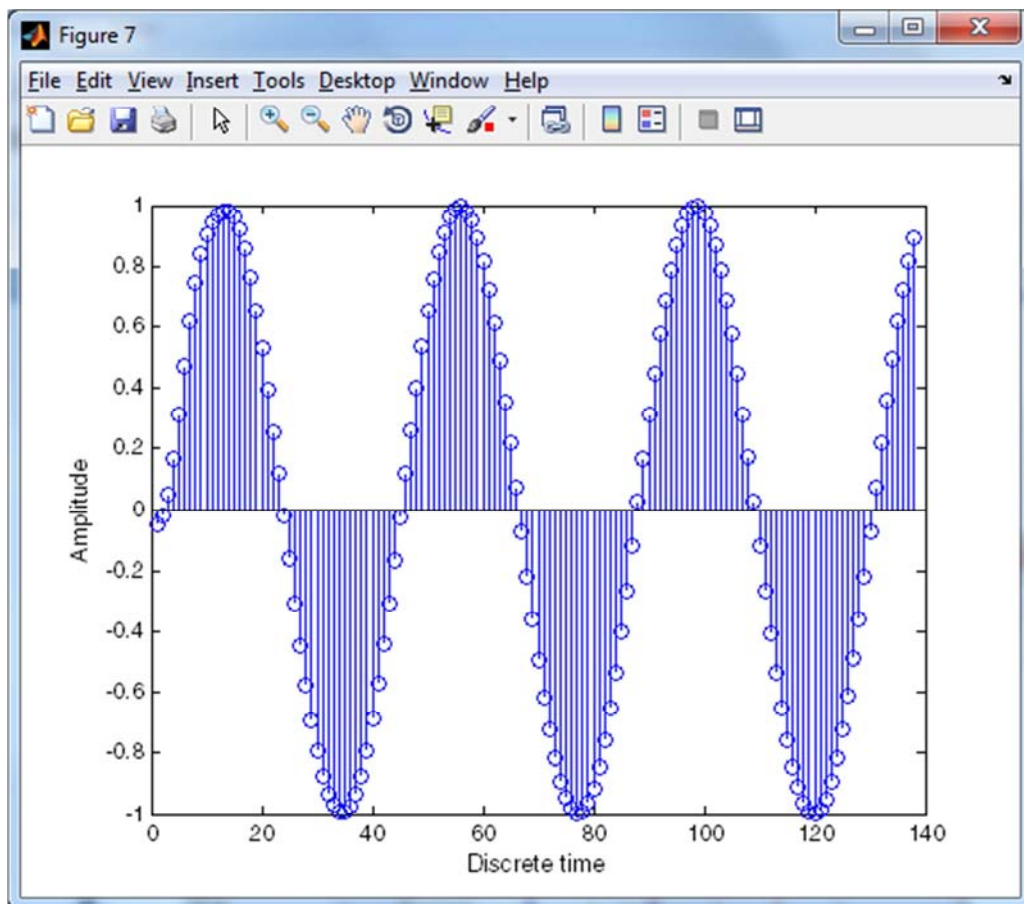 Figure 7
File Edit View Insert Tools Desktop Window Help
1
0.8
0.6
0.4
0.2
0
-0.2
-0.4
-0.6
-0.8
-1
Amplitude
0 20 40 60 80 100 120 140
Discrete time